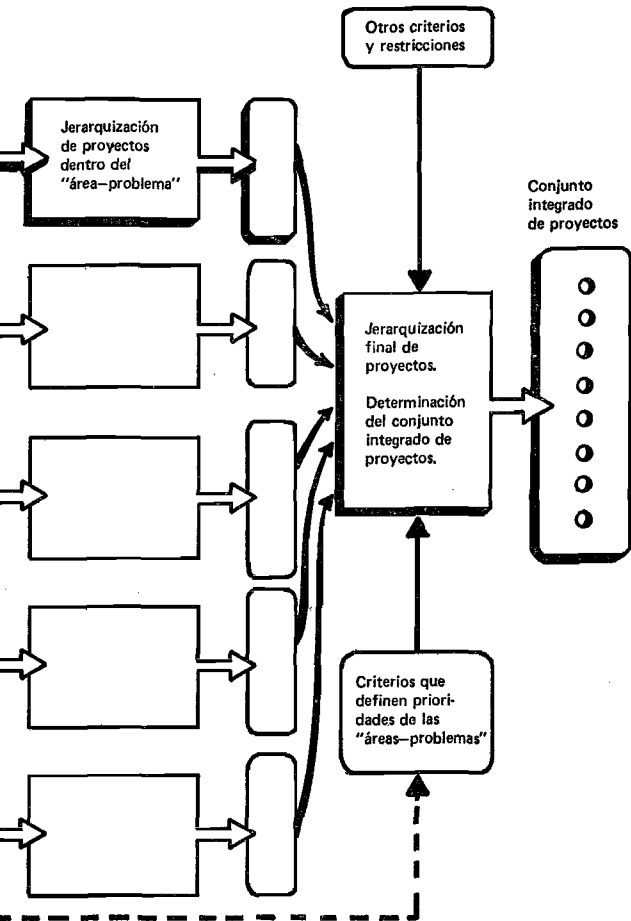 Otros criterios
y restricciones
Jerarquización
de proyectos
dentro del
"área—problema"
Conjunto
integrado
de proyectos
Jerarquización
final de
proyectos.
Determinación
del conjunto
integrado de
proyectos.
Criterios que
definen priori-
dades de las
"áreas—problemas"